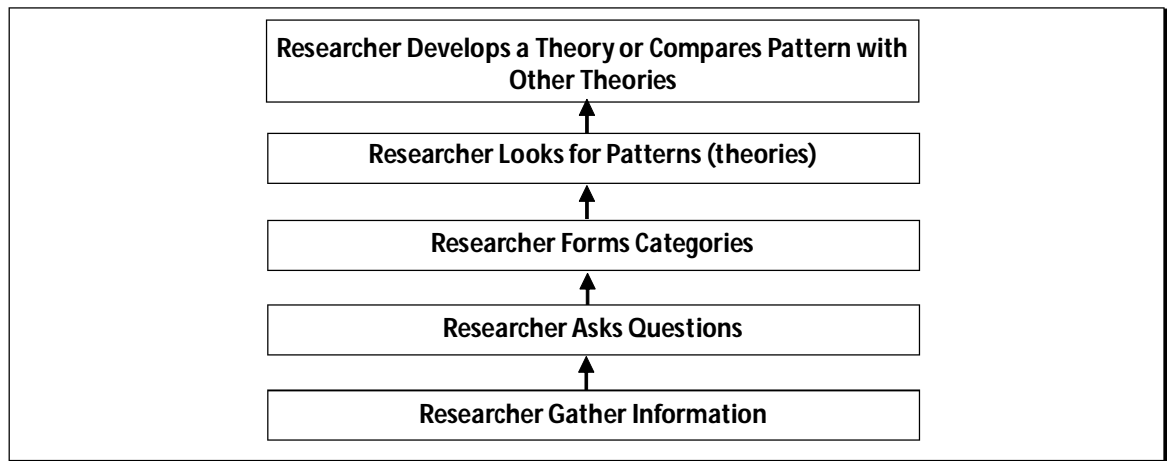 Researcher Develops a Theory or Compares Pattern with
Other Theories
Researcher Looks for Patterns (theories)
Researcher Forms Categories
Researcher Asks Questions
Researcher Gather Information